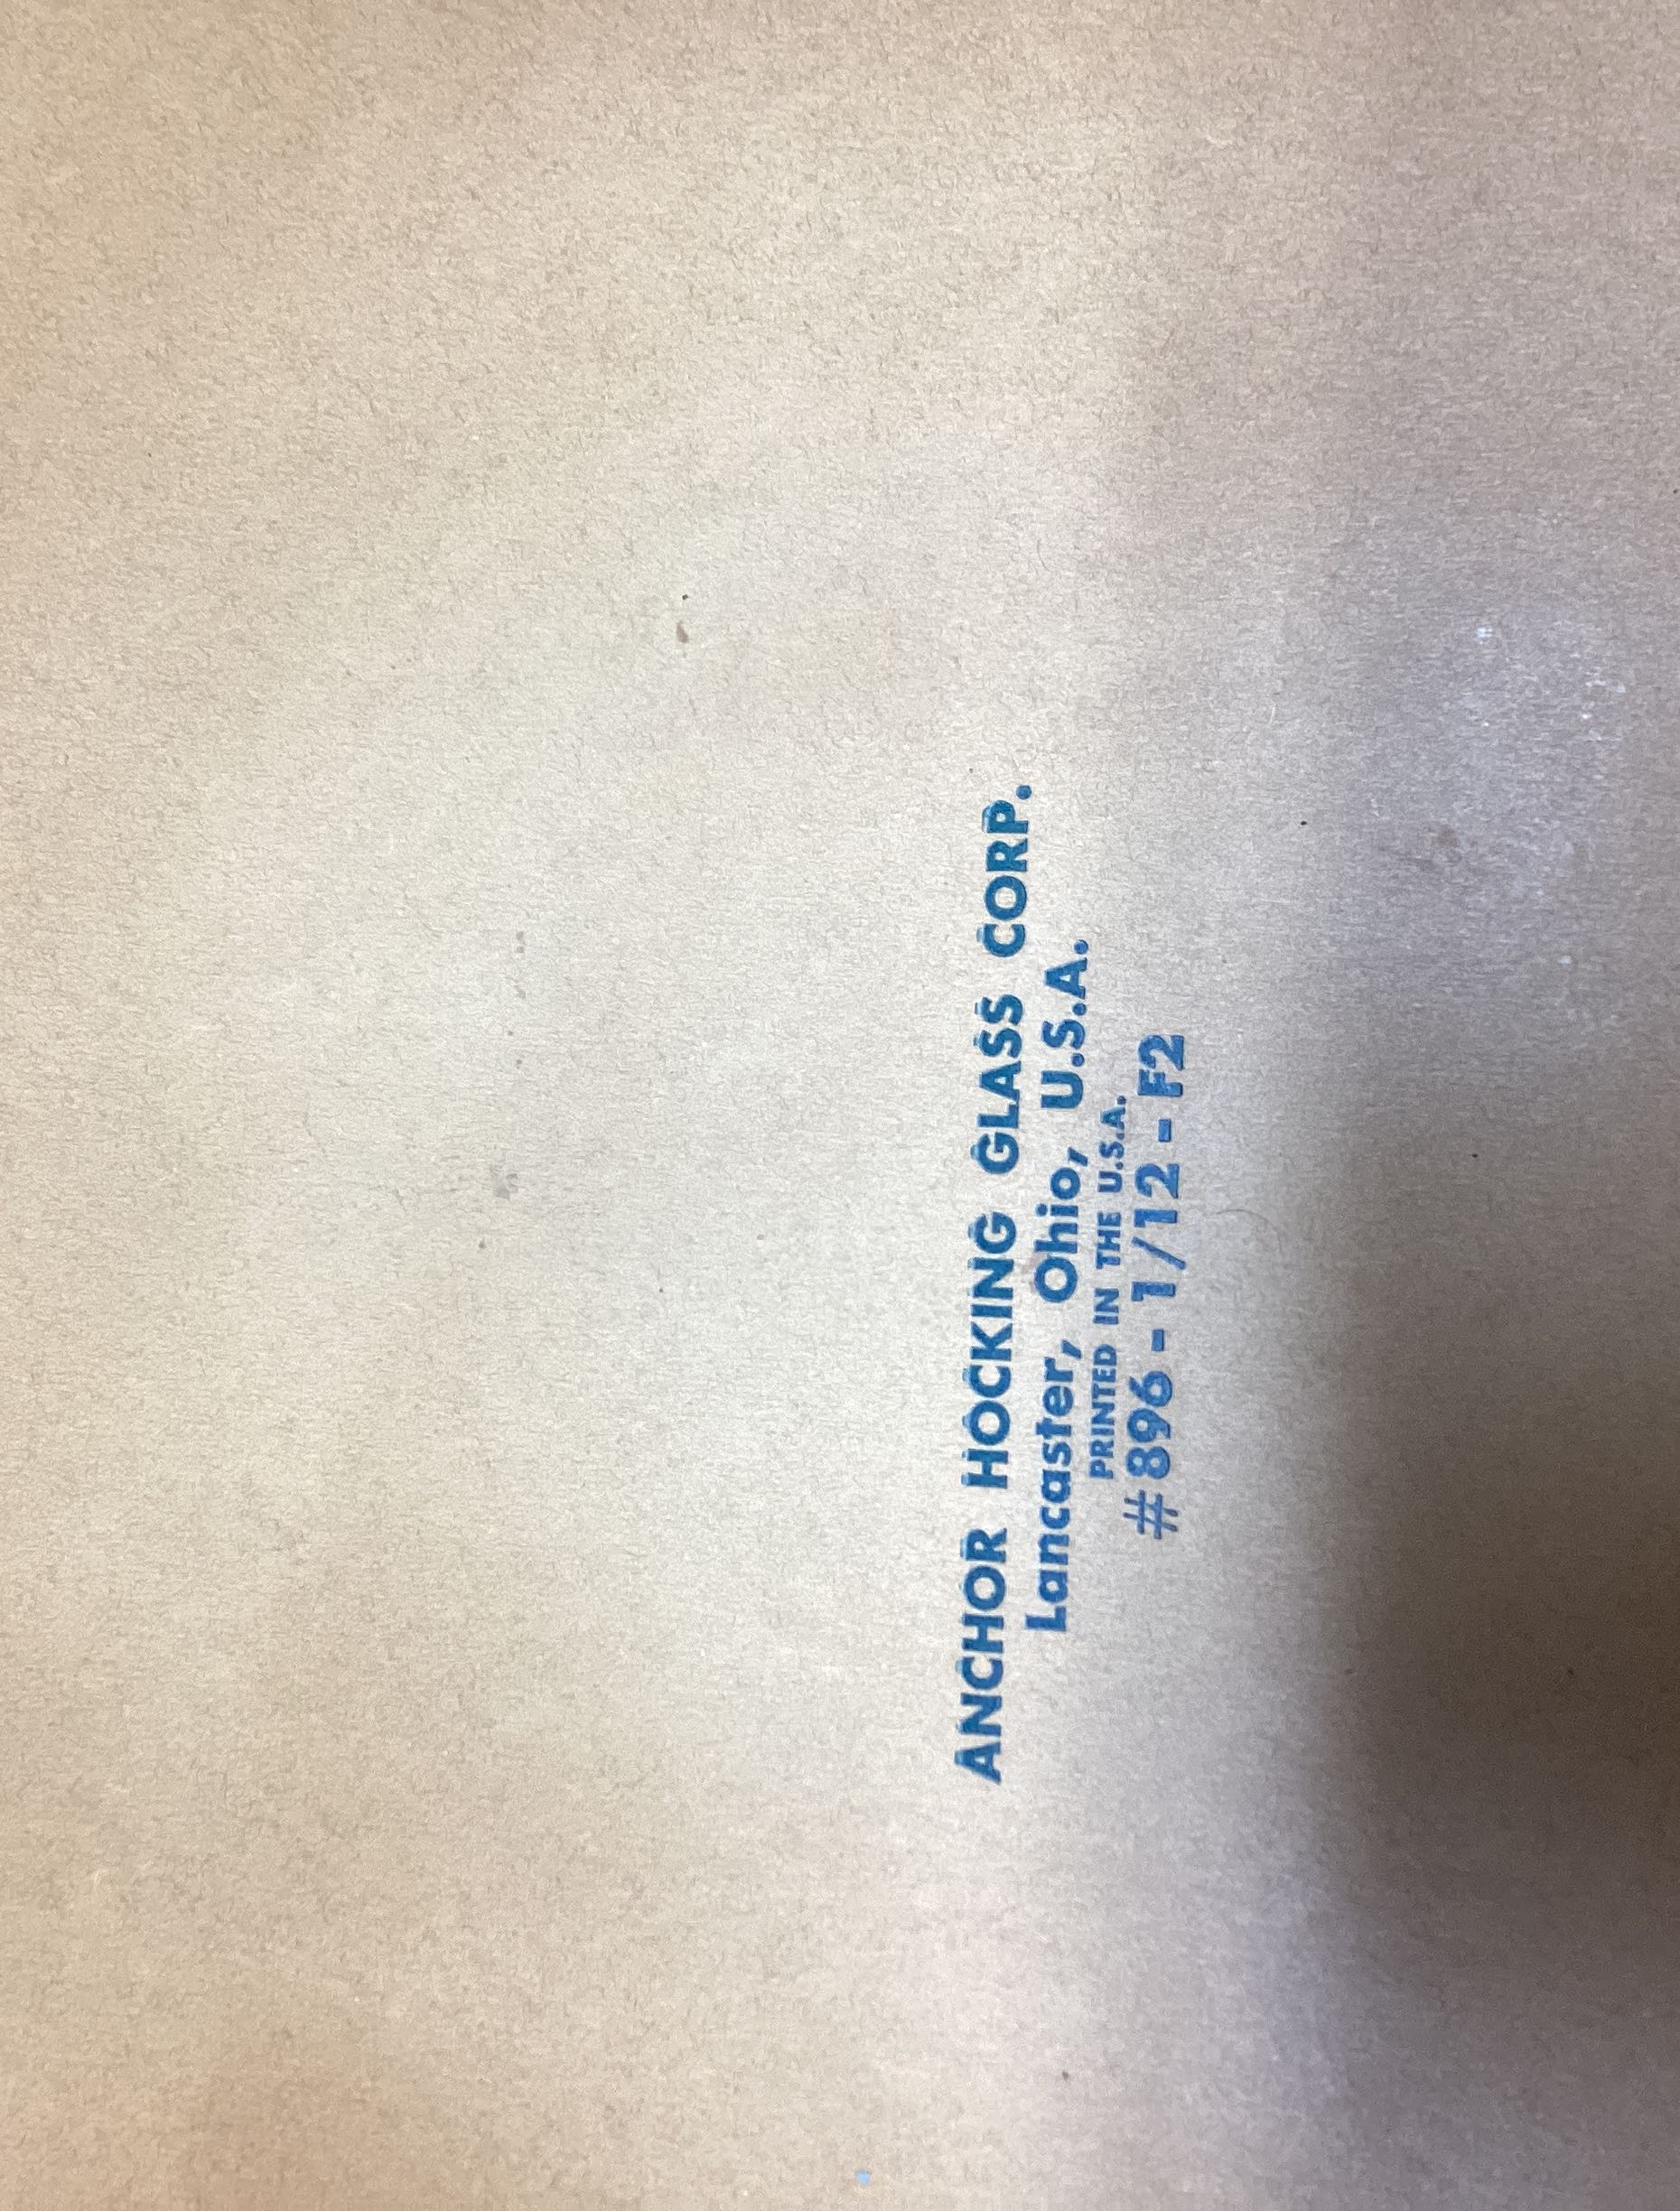 ANCHOR HOCKING GLASS CORP.
Lancaster, Ohio, U.S.A.
PRINTED IN THE U.S.A.
#896 - 1/12 - F2